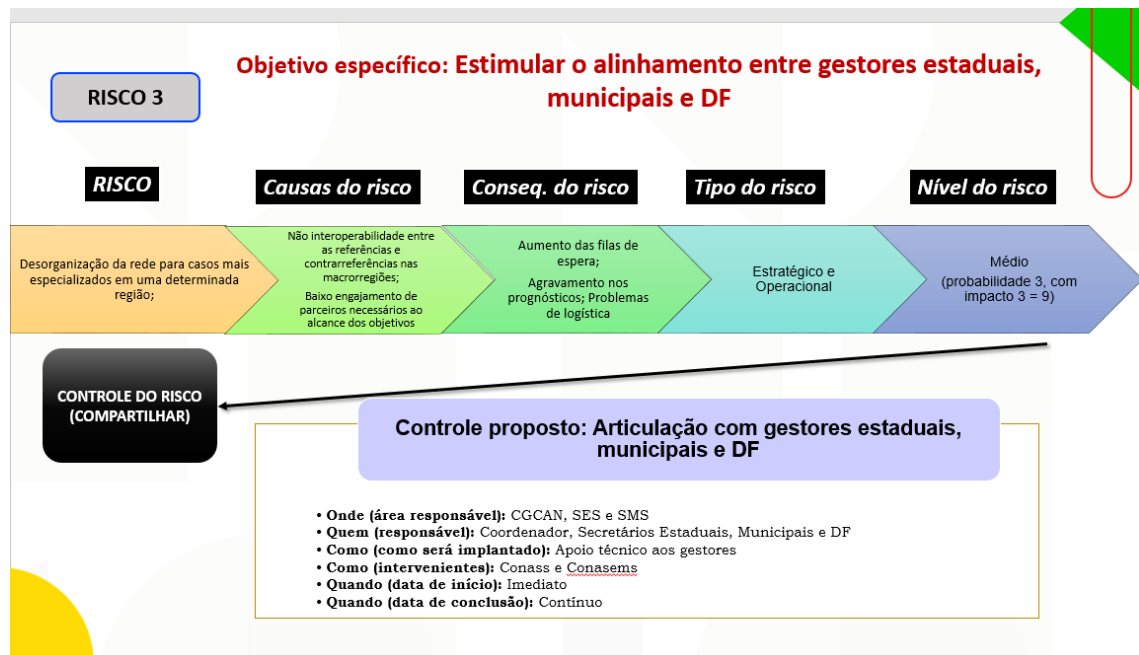 RISCO 3
Objetivo específico: Estimular o alinhamento entre gestores estaduais,
municipais e DF
RISCO
Causas do risco
Conseq. do risco
Tipo do risco
Nível do risco
Desorganização da rede para casos mais
especializados em uma determinada
região;
Não interoperabilidade entre
as referências e
contrarreferências nas
macrorregiões;
Baixo engajamento de
parceiros necessários ao
alcance dos objetivos
Aumento das filas de
espera;
Agravamento nos
prognósticos; Problemas
de logística
Estratégico e
Operacional
Médio
(probabilidade 3, com
impacto 3 = 9)
CONTROLE DO RISCO
(COMPARTILHAR)
Controle proposto: Articulação com gestores estaduais,
municipais e DF
• Onde (área responsável): CGCAN, SES e SMS
• Quem (responsável): Coordenador, Secretários Estaduais, Municipais e DF
• Como (como será implantado): Apoio técnico aos gestores
• Como (intervenientes): Conass e Conasems
• Quando (data de início): Imediato
• Quando (data de conclusão): Contínuo